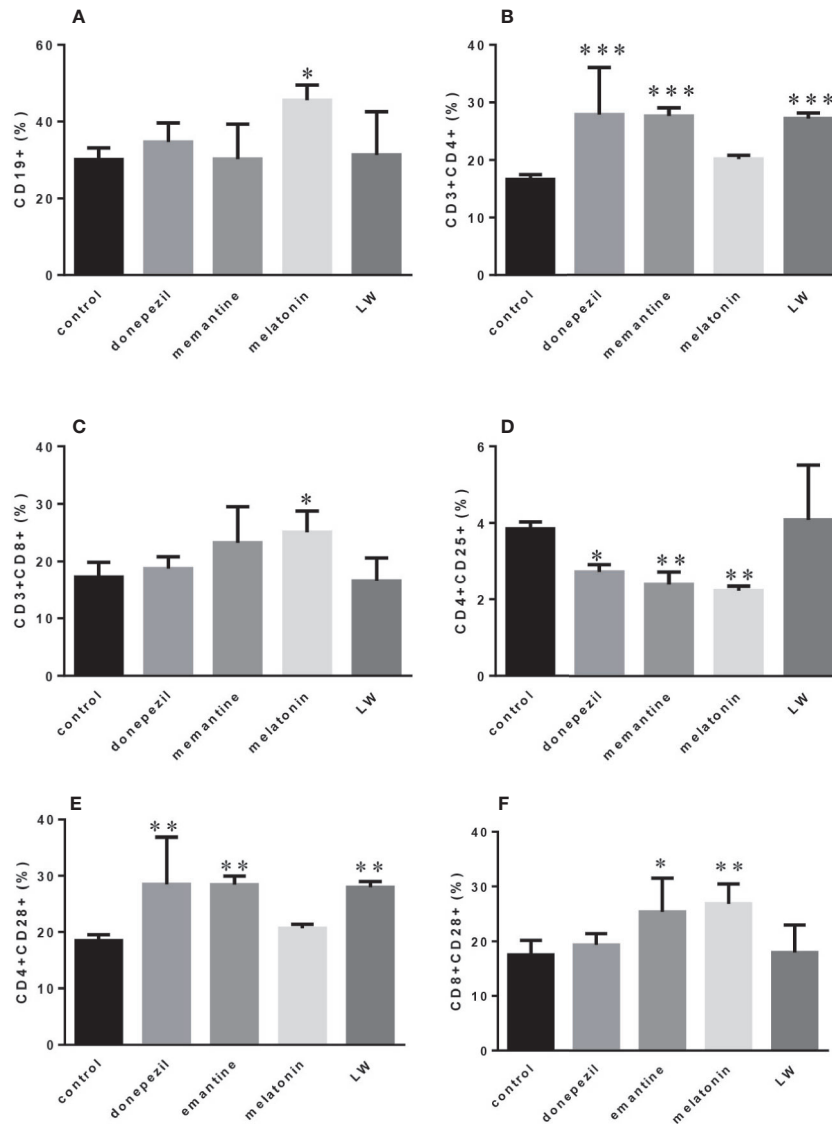 A
CD19+ (%)
60
40
20
0
*
control
donepezil
memantine
melatonin
LW
B
CD3+CD4+ (%)
40
30
20
10
0
***
***
***
control
donepezil
memantine
melatonin
LW
C
CD3+CD8+ (%)
40
30
20
10
0
*
control
donepezil
memantine
melatonin
LW
D
CD4+CD25+ (%)
6
4
2
0
*
**
**
control
donepezil
memantine
melatonin
LW
E
CD4+CD28+ (%)
40
30
20
10
0
**
**
**
control
donepezil
emantine
melatonin
LW
F
CD8+CD28+ (%)
40
30
20
10
0
*
**
control
donepezil
emantine
melatonin
LW